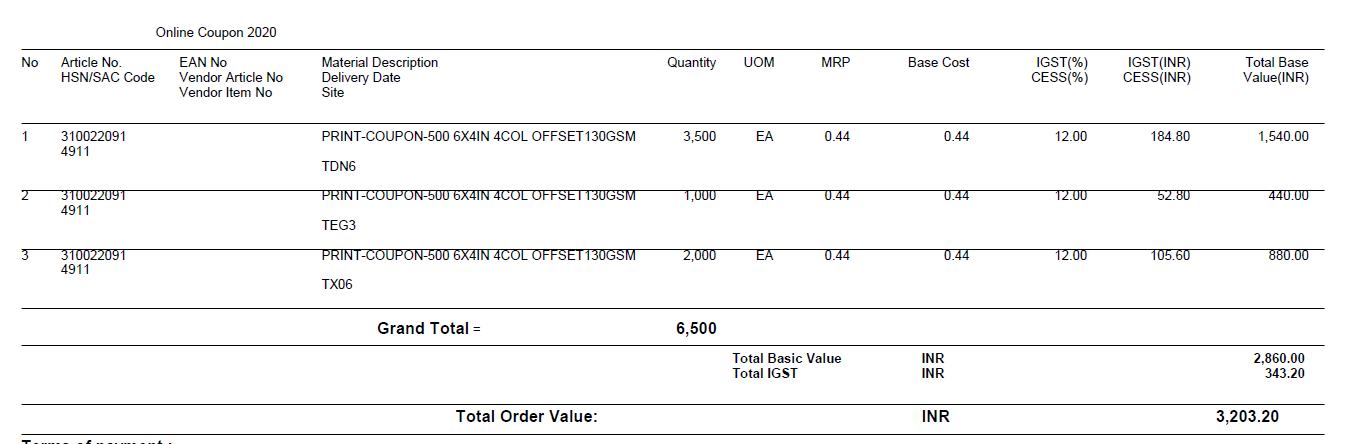 Online Coupon 2020
No Article No. EAN No Material Description Quantity UOM MRP Base Cost IGST(%) IGST(INR) Total Base
HSN/SAC Code Vendor Article No Delivery Date CESS(%) CESS(INR) Value(INR)
Vendor Item No Site
1 310022091 PRINT-COUPON-500 6X4IN 4COL OFFSET130GSM 3,500 EA 0.44 0.44 12.00 184.80 1,540.00
4911
TDN6
2 310022091 PRINT-COUPON-500 6X4IN 4COL OFFSET130GSM 1,000 EA 0.44 0.44 12.00 52.80 440.00
4911
TEG3
3 310022091 PRINT-COUPON-500 6X4IN 4COL OFFSET130GSM 2,000 EA 0.44 0.44 12.00 105.60 880.00
4911
TX06
Grand Total = 6,500
Total Basic Value INR 2,860.00
Total IGST INR 343.20
Total Order Value: INR 3,203.20
Terms of payment :